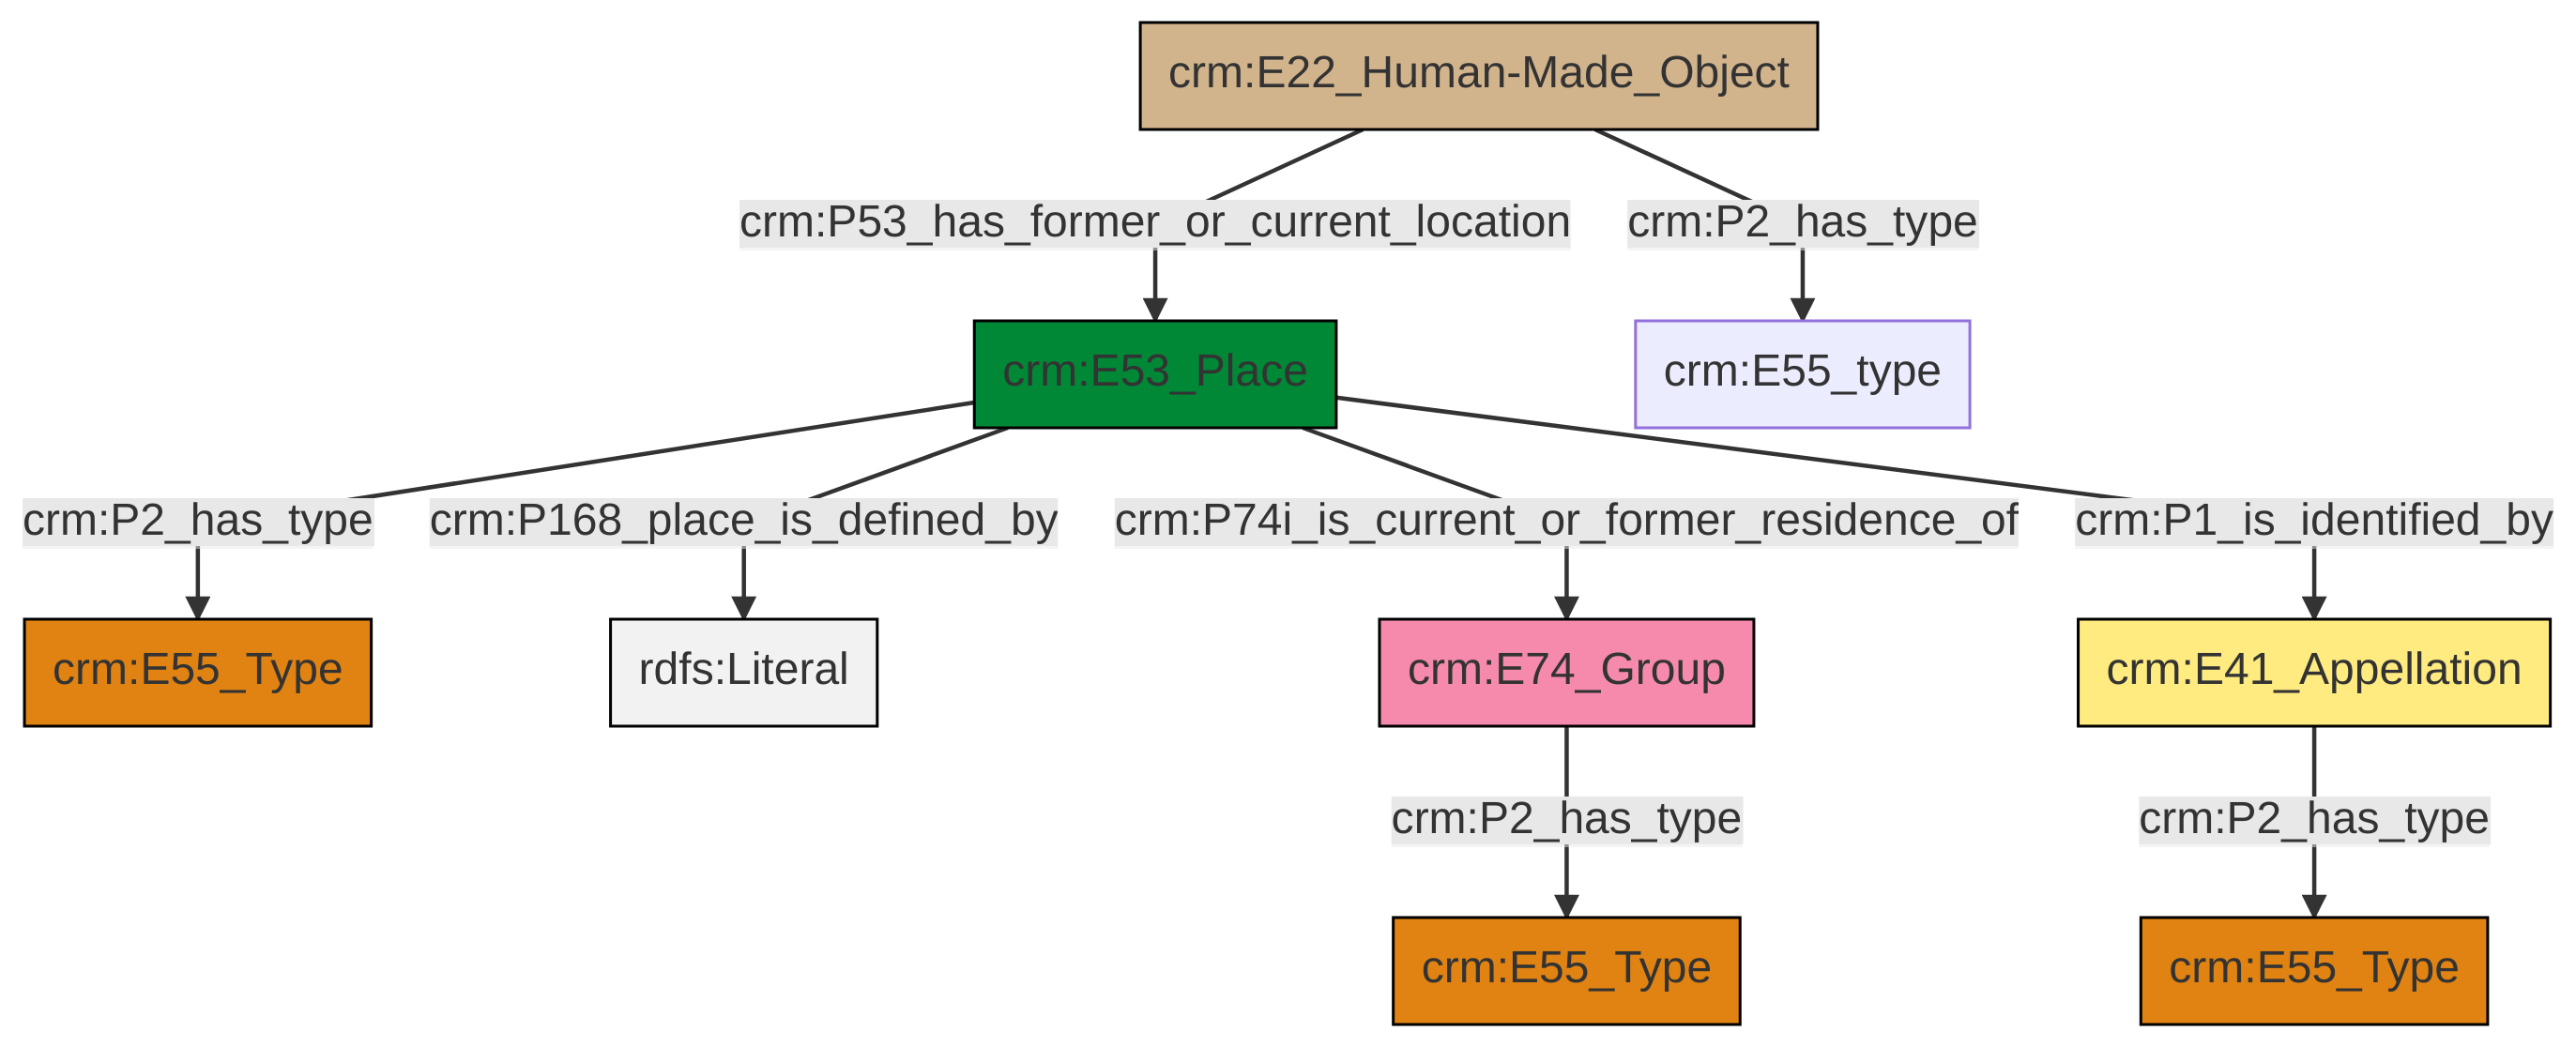 crm:E22_Human-Made_Object
crm:P53_has_former_or_current_location
crm:P2_has_type
crm:E53_Place
crm:E55_type
crm:P2_has_type
crm:P168_place_is_defined_by
crm:P74i_is_current_or_former_residence_of
crm:P1_is_identified_by
crm:E55_Type
rdfs:Literal
crm:E74_Group
crm:E41_Appellation
crm:P2_has_type
crm:P2_has_type
crm:E55_Type
crm:E55_Type